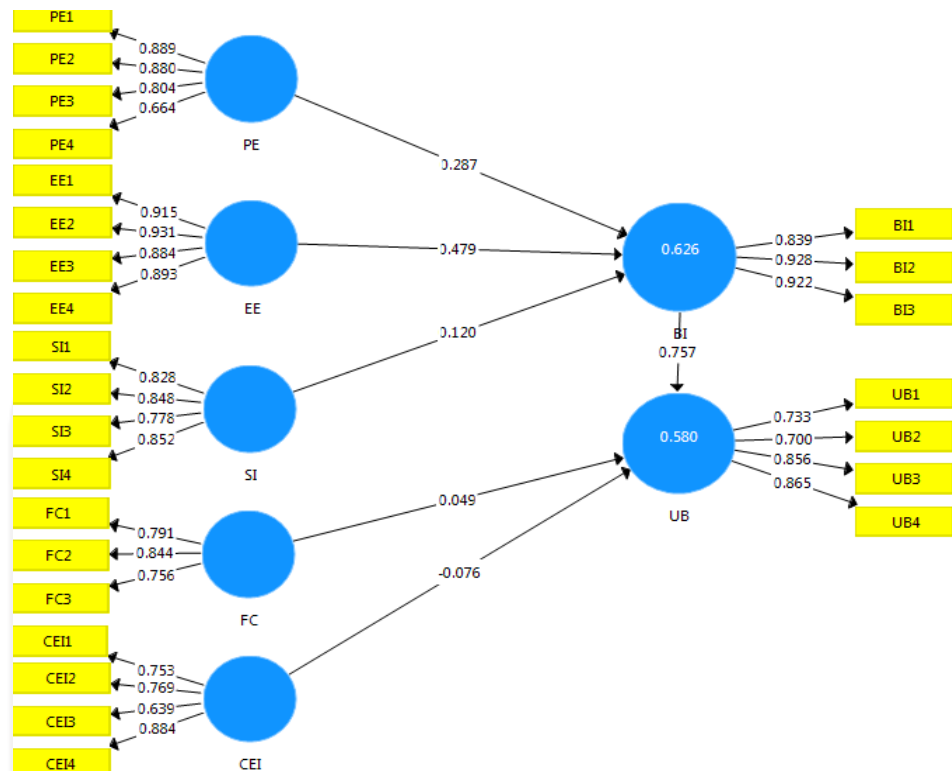 PE1
PE2
PE3
PE4
0.889
0.880
0.804
0.664
PE
EE1
EE2
EE3
EE4
0.915
0.931
0.884
0.893
EE
SI1
SI2
SI3
SI4
0.828
0.848
0.778
0.852
SI
FC1
FC2
FC3
0.791
0.844
0.756
FC
CEI1
CEI2
CEI3
CEI4
0.753
0.769
0.639
0.884
CEI
0.287
0.479
0.120
0.049
-0.076
0.626
BI
0.757
0.839
0.928
0.922
BI1
BI2
BI3
0.580
UB
0.733
0.700
0.856
0.865
UB1
UB2
UB3
UB4